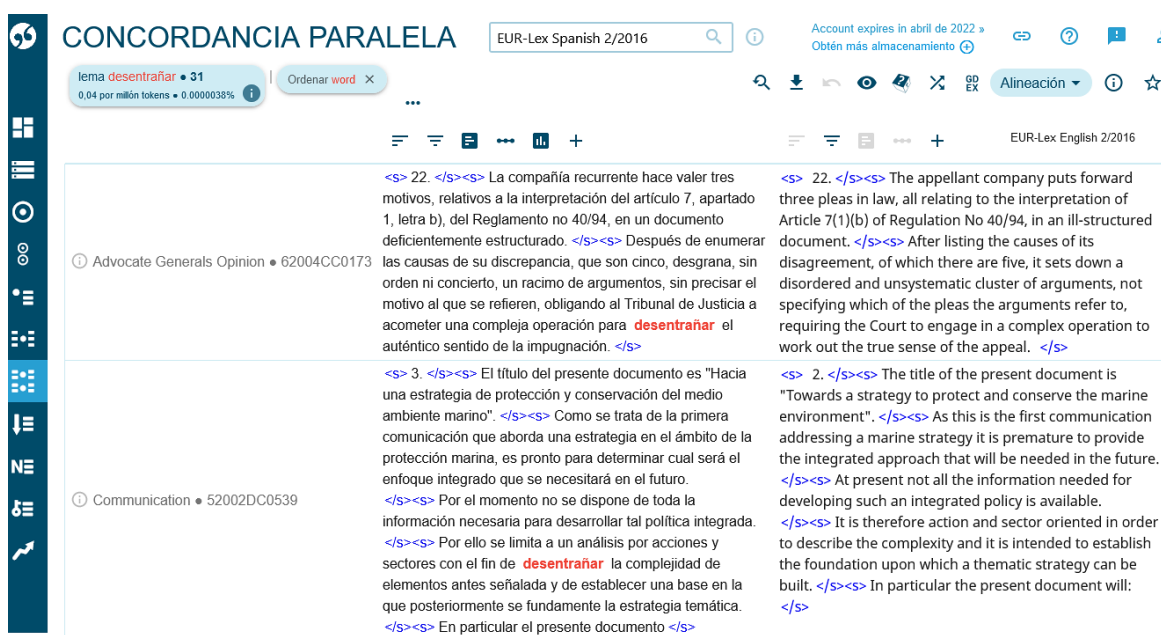 CONCORDANCIA PARALELA
EUR-Lex Spanish 2/2016
Account expires in abril de 2022 »
Obtén más almacenamiento
lema desentrañar • 31
0,04 por millón tokens • 0.0000038%
Ordenar word ×
GD
EX
Alineación
EUR-Lex English 2/2016
Advocate Generals Opinion • 62004CC0173
<s> 22. </s><s> La compañía recurrente hace valer tres
motivos, relativos a la interpretación del artículo 7, apartado
1, letra b), del Reglamento no 40/94, en un documento
deficientemente estructurado. </s><s> Después de enumerar
las causas de su discrepancia, que son cinco, desgrana, sin
orden ni concierto, un racimo de argumentos, sin precisar el
motivo al que se refieren, obligando al Tribunal de Justicia a
acometer una compleja operación para desentrañar el
auténtico sentido de la impugnación. </s>
<s> 22. </s><s> The appellant company puts forward
three pleas in law, all relating to the interpretation of
Article 7(1)(b) of Regulation No 40/94, in an ill-structured
document. </s><s> After listing the causes of its
disagreement, of which there are five, it sets down a
disordered and unsystematic cluster of arguments, not
specifying which of the pleas the arguments refer to,
requiring the Court to engage in a complex operation to
work out the true sense of the appeal. </s>
Communication • 52002DC0539
<s> 3. </s><s> El título del presente documento es "Hacia
una estrategia de protección y conservación del medio
ambiente marino". </s><s> Como se trata de la primera
comunicación que aborda una estrategia en el ámbito de la
protección marina, es pronto para determinar cual será el
enfoque integrado que se necesitará en el futuro.
</s><s> Por el momento no se dispone de toda la
información necesaria para desarrollar tal política integrada.
</s><s> Por ello se limita a un análisis por acciones y
sectores con el fin de desentrañar la complejidad de
elementos antes señalada y de establecer una base en la
que posteriormente se fundamente la estrategia temática.
</s><s> En particular el presente documento </s>
<s> 2. </s><s> The title of the present document is
"Towards a strategy to protect and conserve the marine
environment". </s><s> As this is the first communication
addressing a marine strategy it is premature to provide
the integrated approach that will be needed in the future.
</s><s> At present not all the information needed for
developing such an integrated policy is available.
</s><s> It is therefore action and sector oriented in order
to describe the complexity and it is intended to establish
the foundation upon which a thematic strategy can be
built. </s><s> In particular the present document will:
</s>